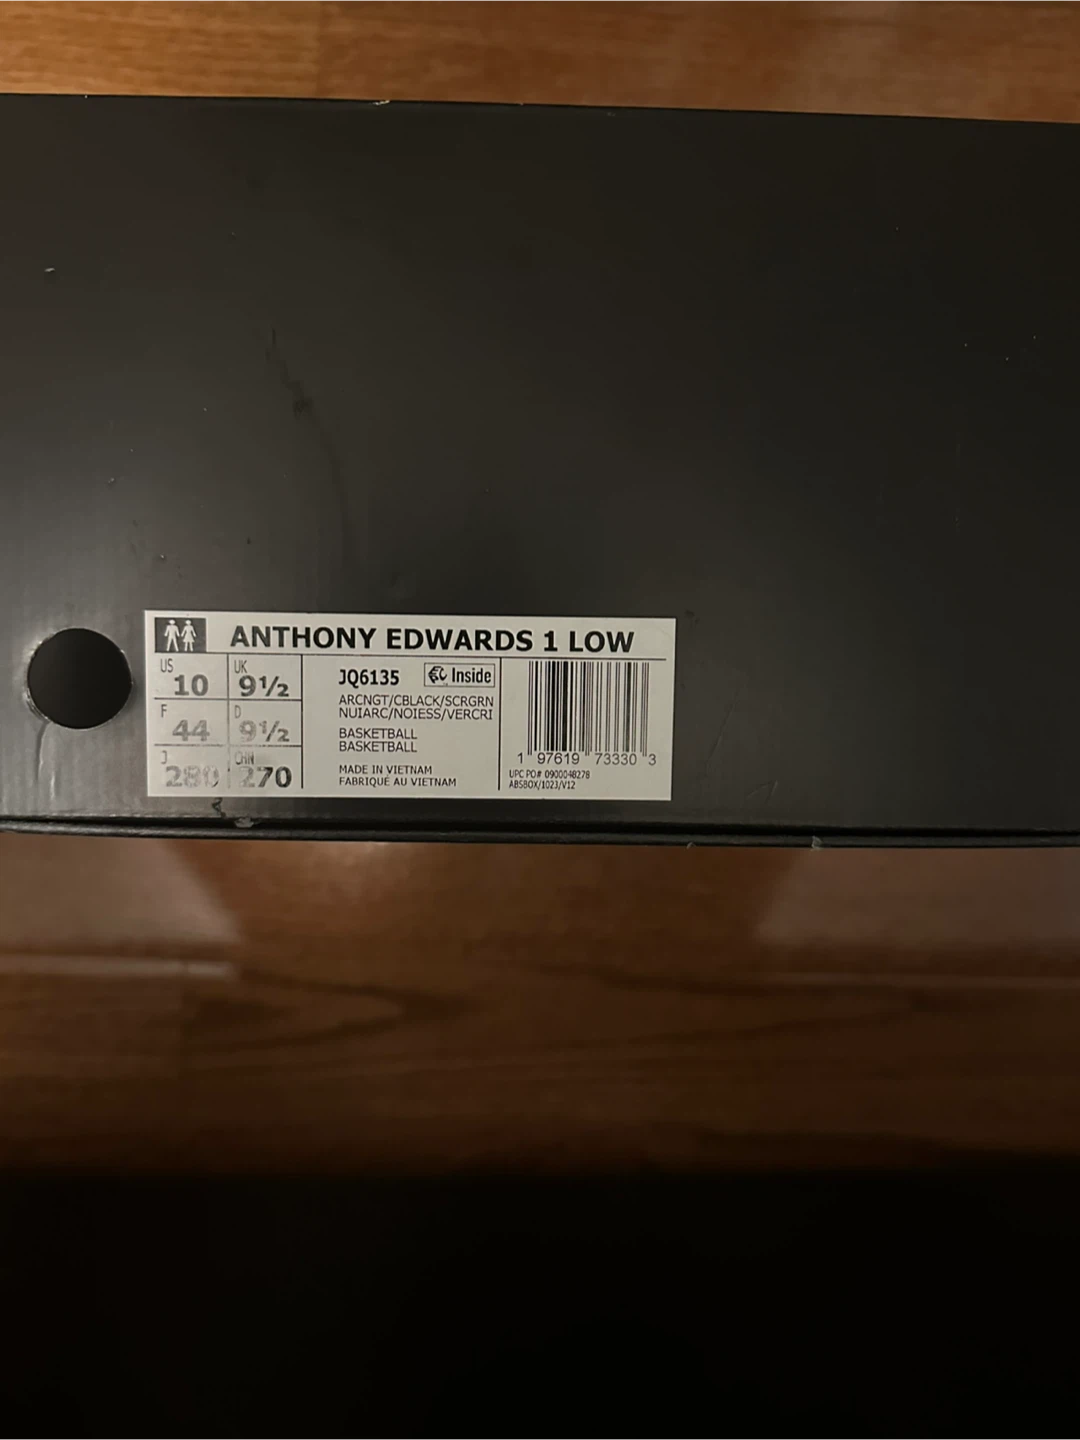 ANTHONY EDWARDS 1 LOW
US 10 UK 9½
F 44 D 9½
J 280 CHN 270
JQ6135 Inside
ARCNGT/CBLACK/SCRGRN
NUIARC/NOIESS/VERCRI
BASKETBALL
BASKETBALL
MADE IN VIETNAM
FABRIQUÉ AU VIETNAM
1 97619 73330 3
UPC PO# 0900048278
ABSBOX/1023/V12